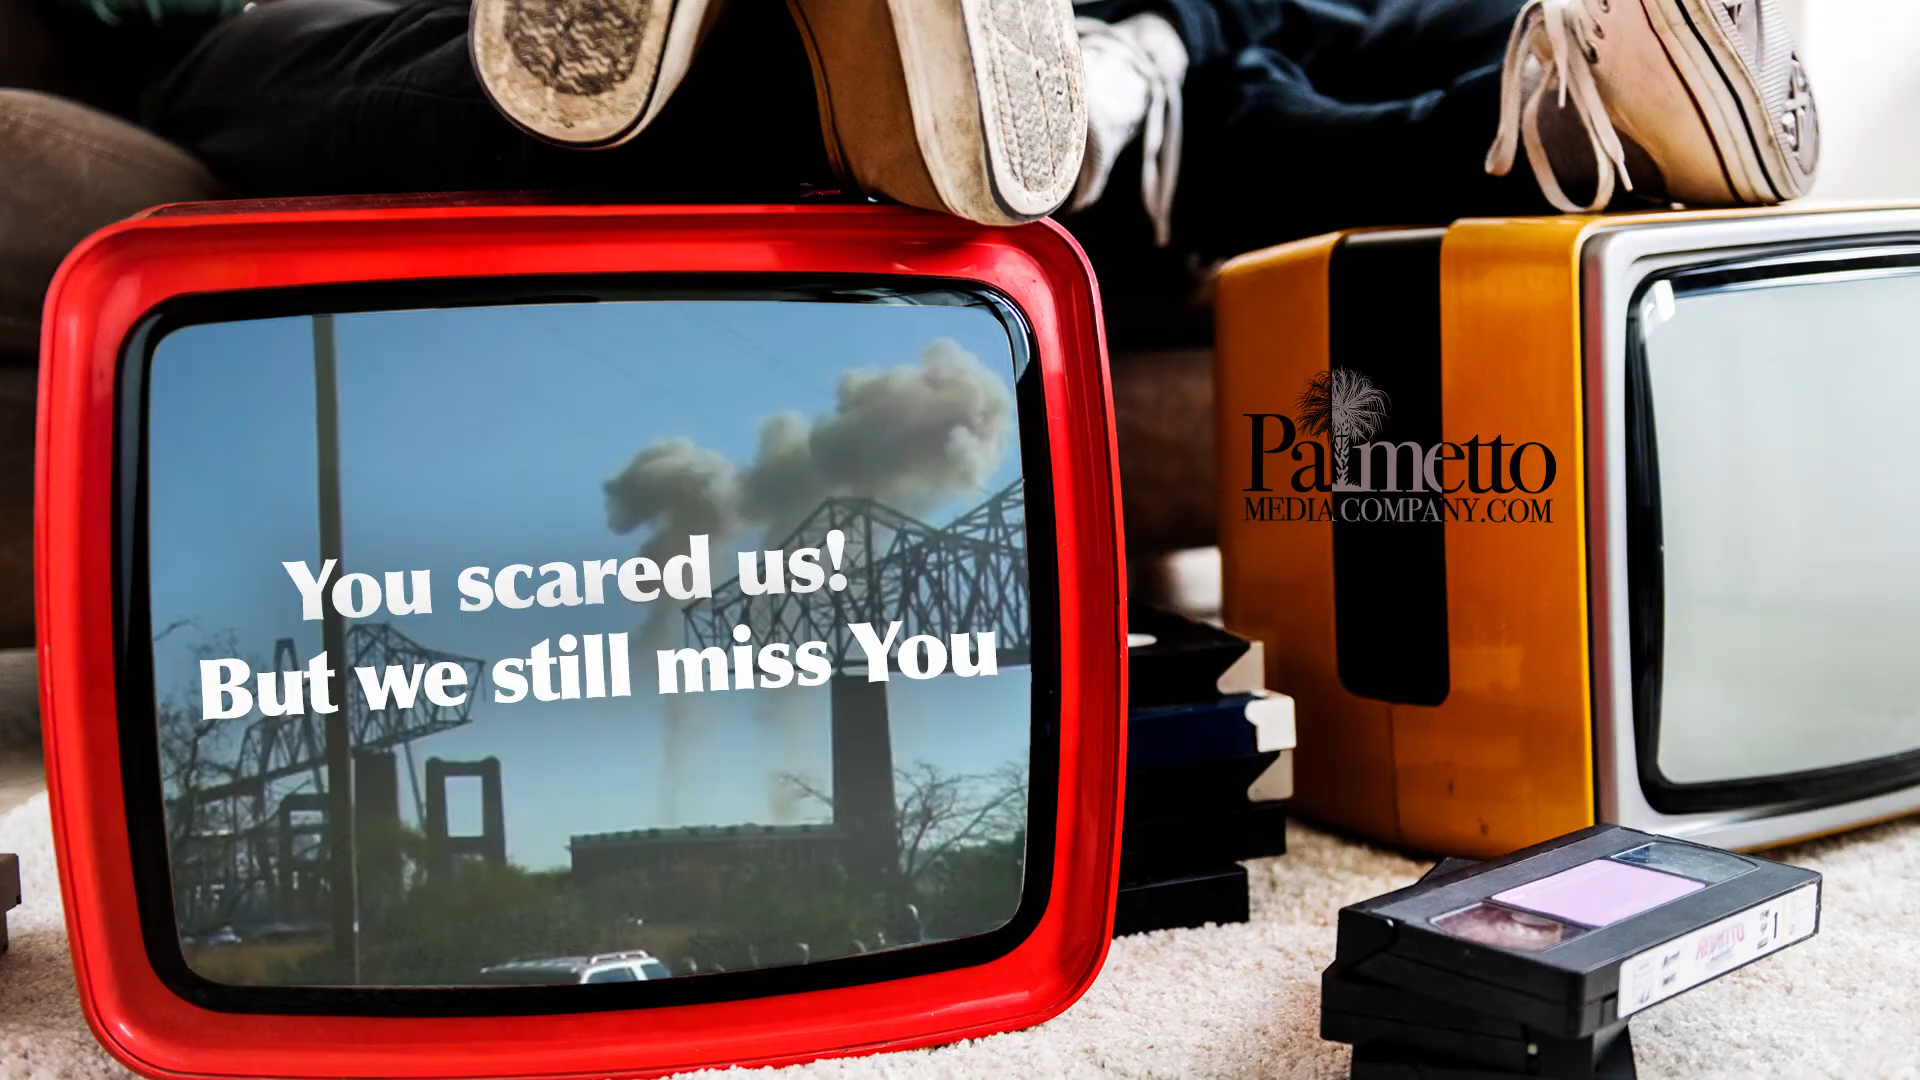 You scared us!
But we still miss You
Palmetto
MEDIA COMPANY.COM